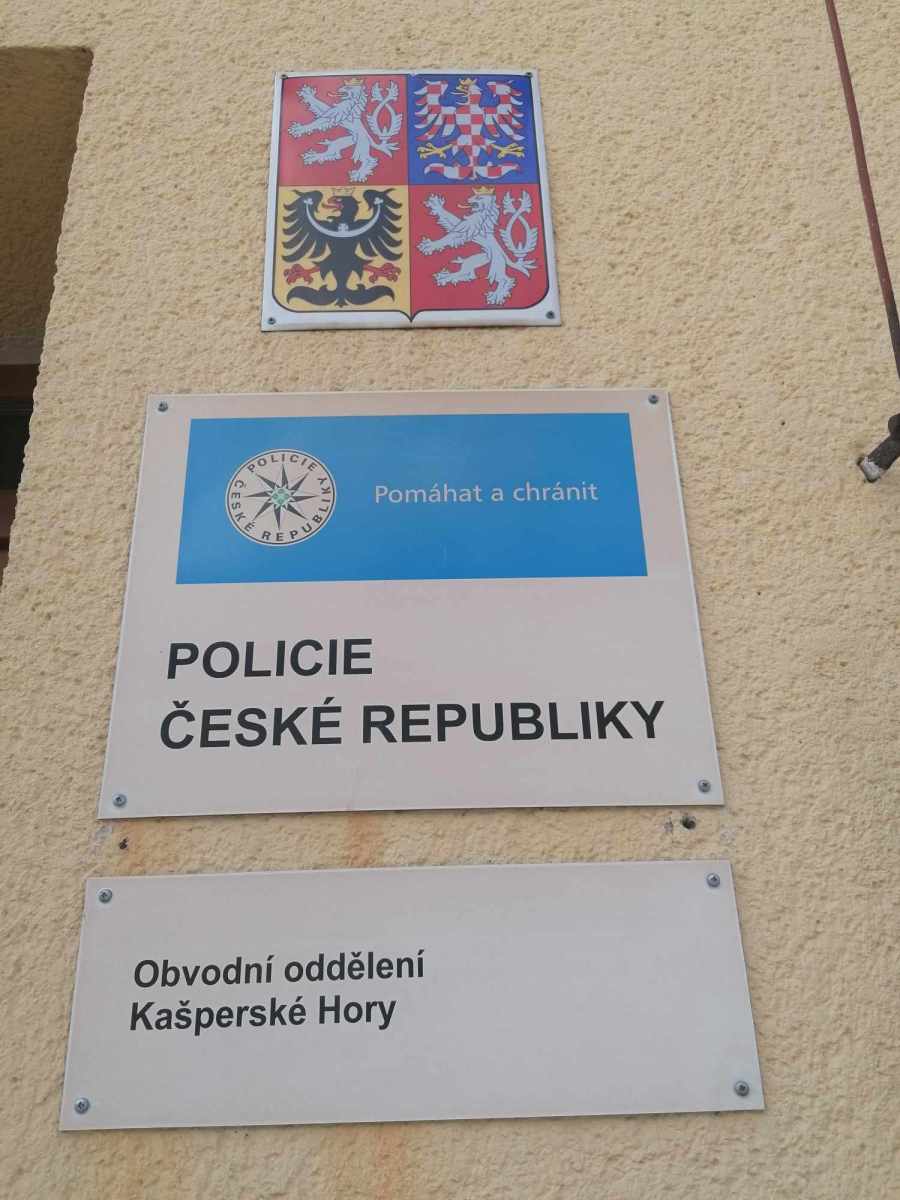 POLICIE
ČESKÉ REPUBLIKY
Pomáhat a chránit
POLICIE
ČESKÉ REPUBLIKY
Obvodní oddělení
Kašperské Hory